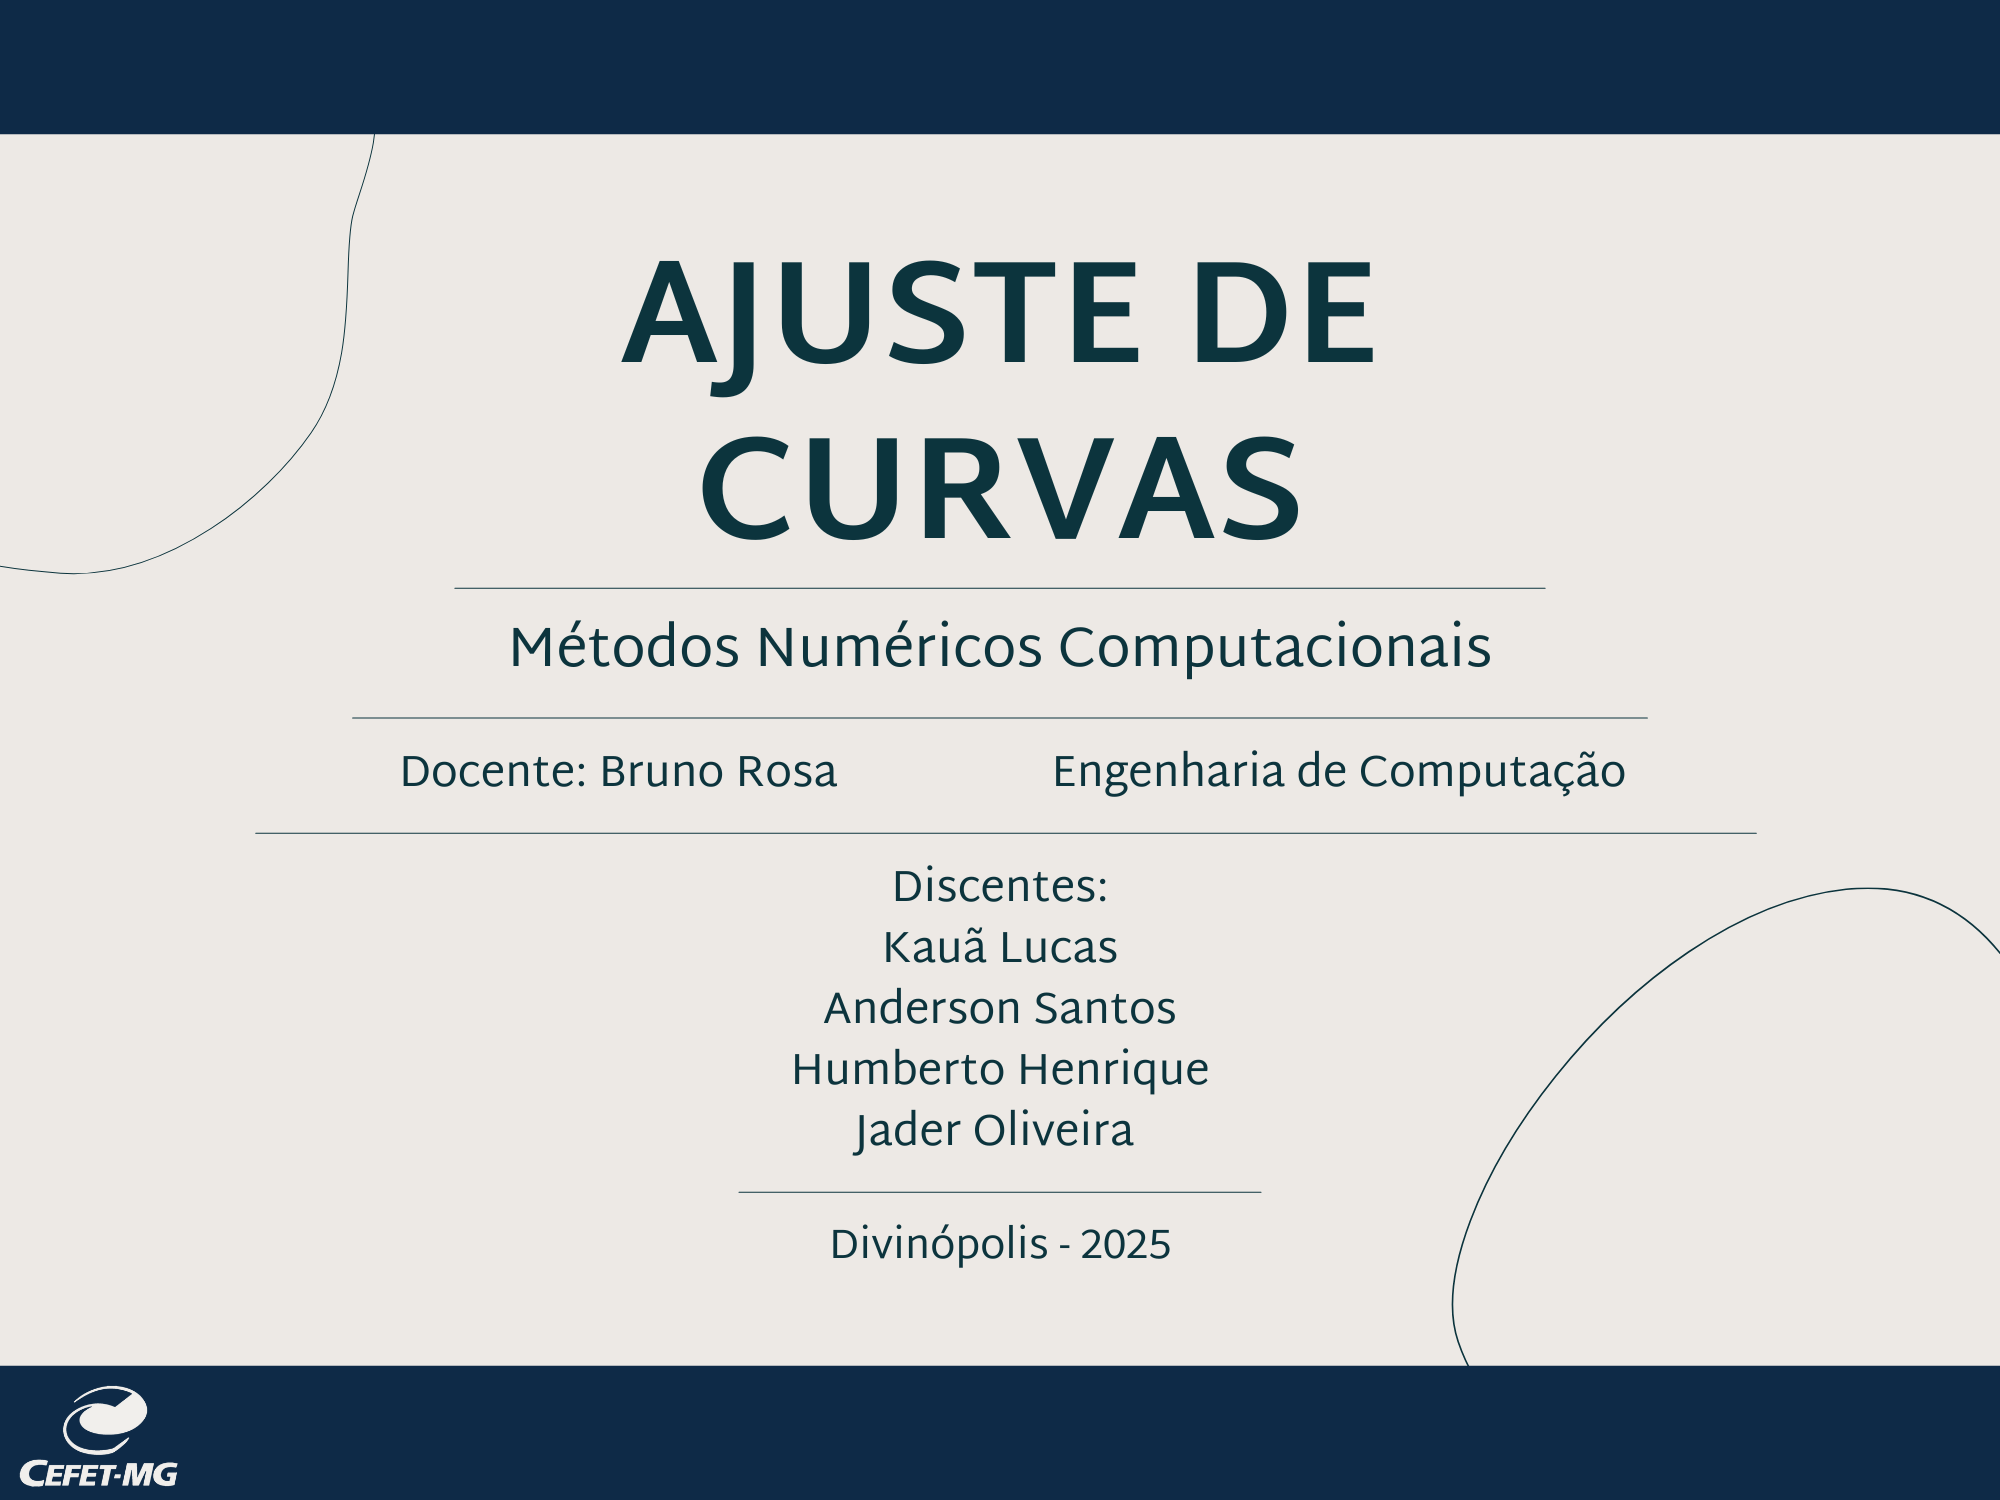 AJUSTE DE
CURVAS
Métodos Numéricos Computacionais
Docente: Bruno Rosa
Engenharia de Computação
Discentes:
Kauã Lucas
Anderson Santos
Humberto Henrique
Jader Oliveira
Divinópolis - 2025
CEFET-MG